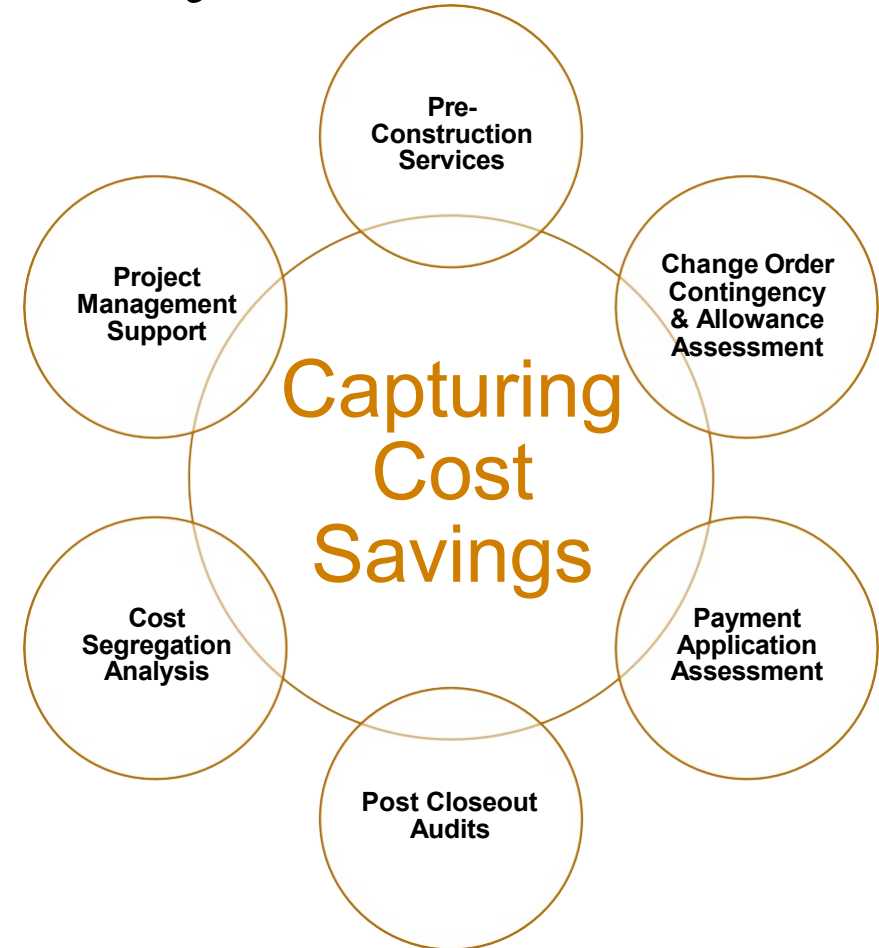 Pre-
Construction
Services
Change Order
Contingency
& Allowance
Assessment
Payment
Application
Assessment
Post Closeout
Audits
Cost
Segregation
Analysis
Project
Management
Support
Capturing
Cost
Savings